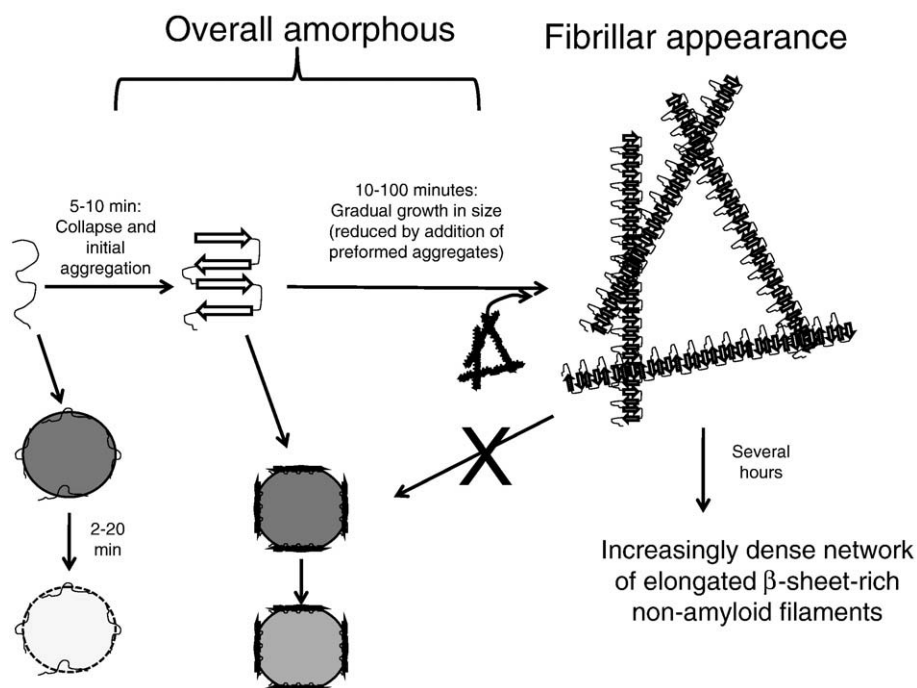 Overall amorphous
Fibrillar appearance
5-10 min:
Collapse and
initial
aggregation
10-100 minutes:
Gradual growth in size
(reduced by addition of
preformed aggregates)
2-20
min
X
Several
hours
Increasingly dense network
of elongated β-sheet-rich
non-amyloid filaments